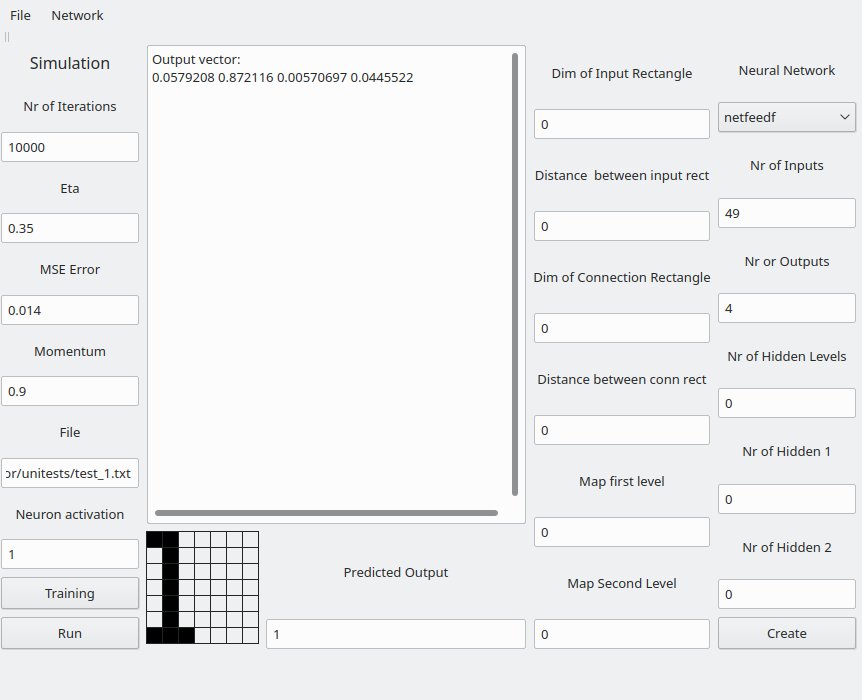 File Network
Simulation
Nr of Iterations
10000
Eta
0.35
MSE Error
0.014
Momentum
0.9
File
or/unitests/test_1.txt
Neuron activation
1
Training
Run
Output vector:
0.0579208 0.872116 0.00570697 0.0445522
Predicted Output
1
Dim of Input Rectangle
0
Distance  between input rect
0
Dim of Connection Rectangle
0
Distance between conn rect
0
Map first level
0
Map Second Level
0
Neural Network
netfeedf
Nr of Inputs
49
Nr or Outputs
4
Nr of Hidden Levels
0
Nr of Hidden 1
0
Nr of Hidden 2
0
Create